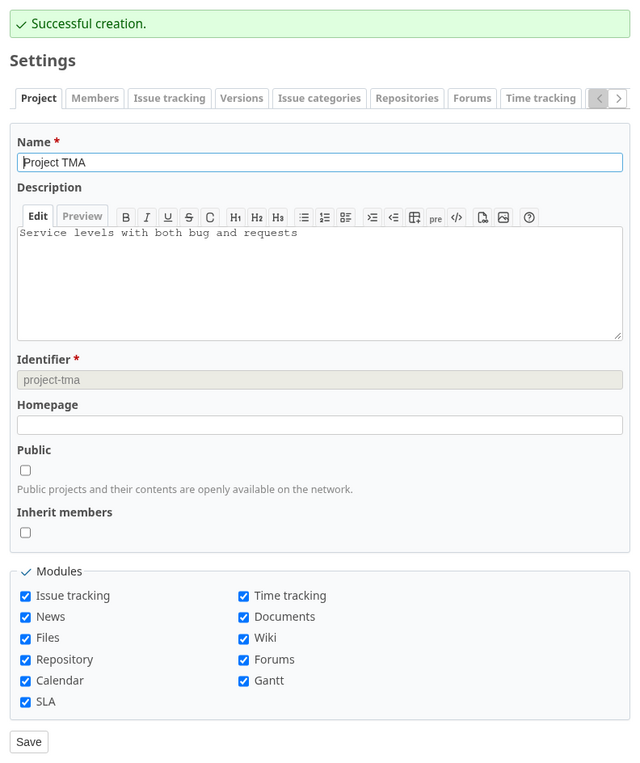 Successful creation.
Settings
Project Members Issue tracking Versions Issue categories Repositories Forums Time tracking
Name *
Project TMA
Description
Edit Preview B I U S C H1 H2 H3 pre
Service levels with both bug and requests
Identifier *
project-tma
Homepage
Public
Public projects and their contents are openly available on the network.
Inherit members
Modules
Issue tracking Time tracking
News Documents
Files Wiki
Repository Forums
Calendar Gantt
SLA
Save